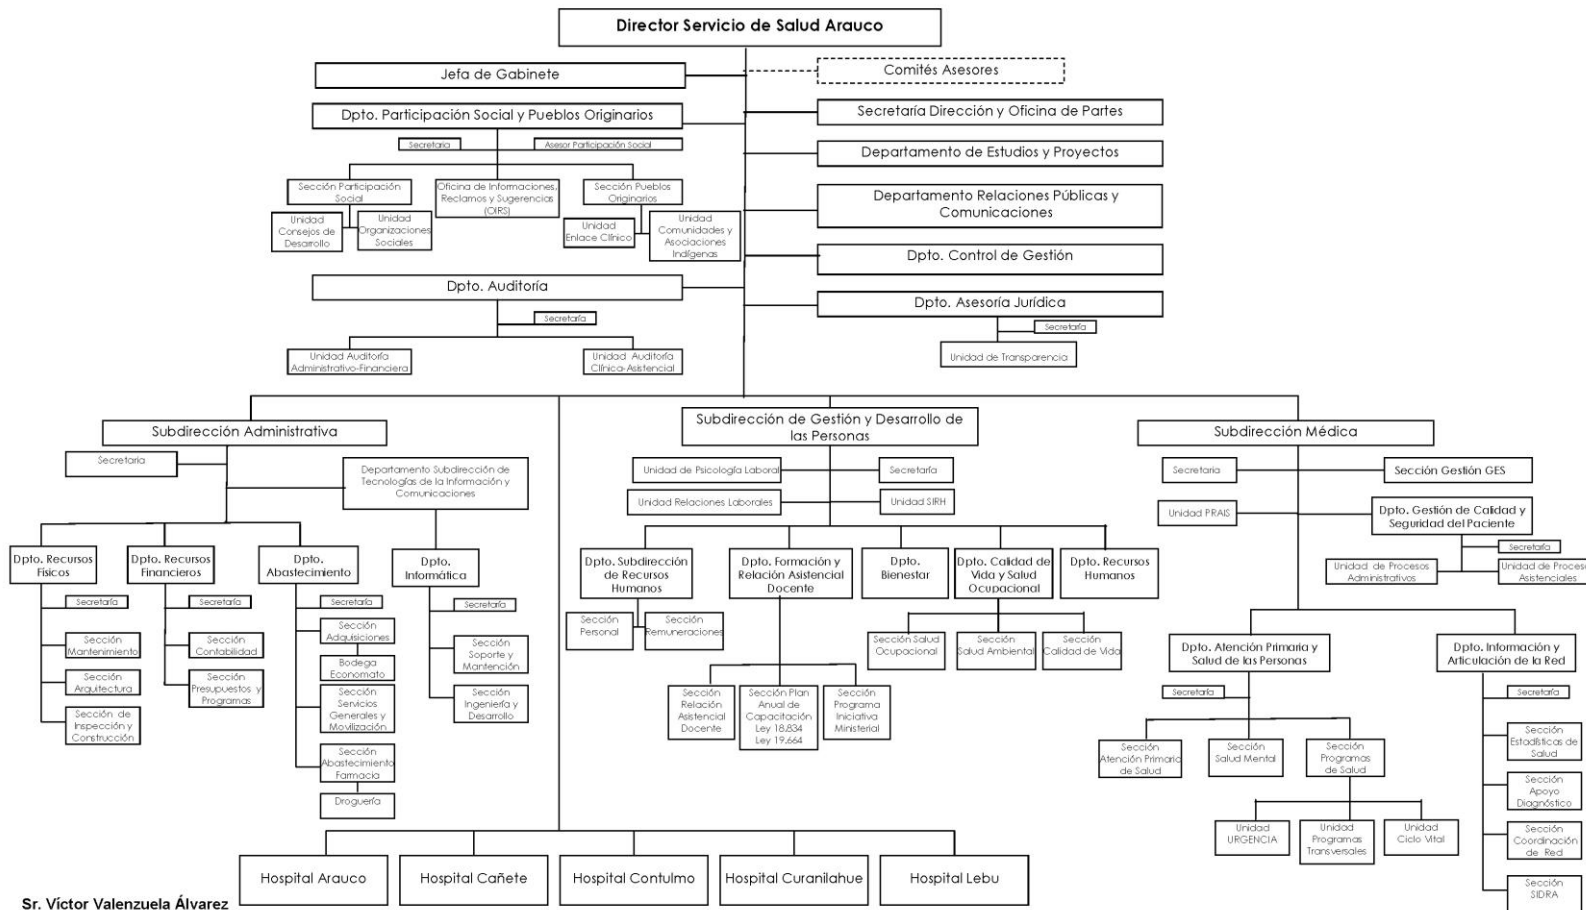 Director Servicio de Salud Arauco
Jefa de Gabinete
Comités Asesores
Dpto. Participación Social y Pueblos Originarios
Secretaría Dirección y Oficina de Partes
Secretaria
Asesor Participación Social
Departamento de Estudios y Proyectos
Sección Participación
Social
Oficina de Informaciones,
Reclamos y Sugerencias
(OIRS)
Sección Pueblos
Originarios
Departamento Relaciones Públicas y
Comunicaciones
Unidad
Consejos de
Desarrollo
Unidad
Organizaciones
Sociales
Unidad
Enlace Clínico
Unidad
Comunidades y
Asociaciones
Indígenas
Dpto. Control de Gestión
Dpto. Auditoría
Dpto. Asesoría Jurídica
Secretaría
Secretaría
Unidad Auditoría
Administrativo-Financiera
Unidad Auditoría
Clínica-Asistencial
Unidad de Transparencia
Subdirección Administrativa
Subdirección de Gestión y Desarrollo de
las Personas
Subdirección Médica
Secretaria
Departamento Subdirección de
Tecnologías de la Información y
Comunicaciones
Unidad de Psicología Laboral
Secretaría
Secretaria
Sección Gestión GES
Unidad Relaciones Laborales
Unidad SIRH
Unidad PRAIS
Dpto. Gestión de Calidad y
Seguridad del Paciente
Secretaría
Unidad de Procesos
Administrativos
Unidad de Proceso
Asistenciales
Dpto. Recursos
Físicos
Dpto. Recursos
Financieros
Dpto.
Abastecimiento
Dpto.
Informática
Dpto. Subdirección
de Recursos
Humanos
Dpto. Formación y
Relación Asistencial
Docente
Dpto.
Bienestar
Dpto. Calidad de
Vida y Salud
Ocupacional
Dpto. Recursos
Humanos
Secretaría
Secretaría
Secretaría
Secretaría
Sección
Mantenimiento
Sección
Contabilidad
Sección
Adquisiciones
Bodega
Economato
Sección
Soporte y
Mantención
Sección
Personal
Sección
Remuneraciones
Sección Salud
Ocupacional
Sección
Salud Ambiental
Sección
Calidad de Vida
Dpto. Atención Primaria y
Salud de las Personas
Dpto. Información y
Articulación de la Red
Sección
Arquitectura
Sección
Presupuestos y
Programas
Sección
Servicios
Generales y
Movilización
Sección
Ingeniería y
Desarrollo
Sección
Relación
Asistencial
Docente
Sección Plan
Anual de
Capacitación
Ley 18.834
Ley 19.664
Sección
Programa
Iniciativa
Ministerial
Secretaría
Secretaría
Sección de
Inspección y
Construcción
Sección
Abastecimiento
Farmacia
Droguería
Sección
Atención Primaria
de Salud
Sección
Salud Mental
Sección
Programas
de Salud
Sección
Estadísticas de
Salud
Sección
Apoyo
Diagnóstico
Unidad
URGENCIA
Unidad
Programas
Transversales
Unidad
Ciclo Vital
Sección
Coordinación
de Red
Sección
SIDRA
Hospital Arauco
Hospital Cañete
Hospital Contulmo
Hospital Curanilahue
Hospital Lebu
Sr. Víctor Valenzuela Álvarez